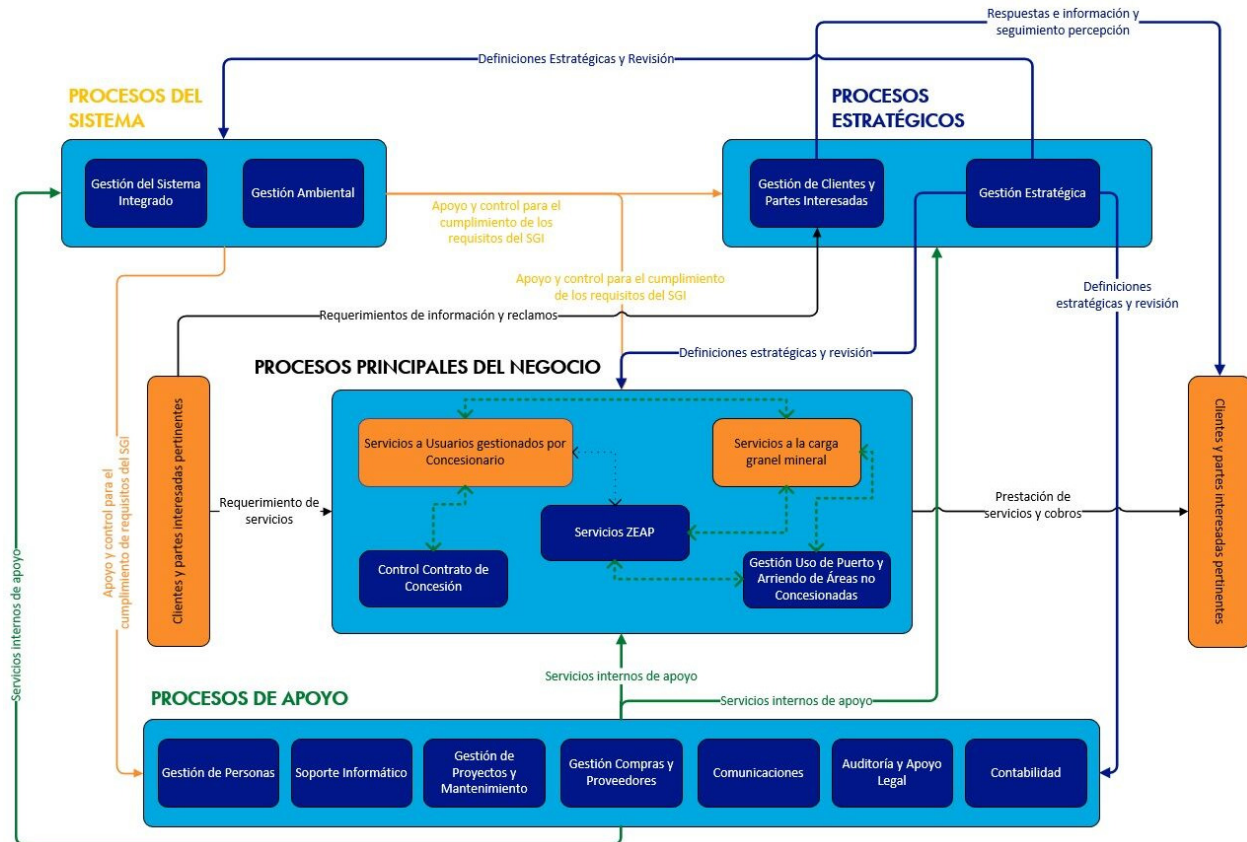 Respuestas e información y
seguimiento percepción
Definiciones Estratégicas y Revisión
PROCESOS DEL
SISTEMA
PROCESOS
ESTRATÉGICOS
Gestión del Sistema
Integrado
Gestión Ambiental
Gestión de Clientes y
Partes Interesadas
Gestión Estratégica
Apoyo y control para el
cumplimiento de los
requisitos del SGI
Apoyo y control para el cumplimiento
de los requisitos del SGI
Definiciones
estratégicas y revisión
Requerimientos de información y reclamos
Definiciones estratégicas y revisión
PROCESOS PRINCIPALES DEL NEGOCIO
Clientes y partes interesadas pertinentes
Servicios a Usuarios gestionados por
Concesionario
Servicios a la carga
granel mineral
Clientes y partes interesadas pertinentes
Apoyo y control para el
cumplimiento de requisitos del SGI
Requerimiento de
servicios
Prestación de
servicios y cobros
Servicios ZEAP
Control Contrato de
Concesión
Gestión Uso de Puerto y
Arriendo de Áreas no
Concesionadas
Servicios internos de apoyo
Servicios internos de apoyo
Servicios internos de apoyo
PROCESOS DE APOYO
Gestión de Personas
Soporte Informático
Gestión de
Proyectos y
Mantenimiento
Gestión Compras y
Proveedores
Comunicaciones
Auditoría y Apoyo
Legal
Contabilidad